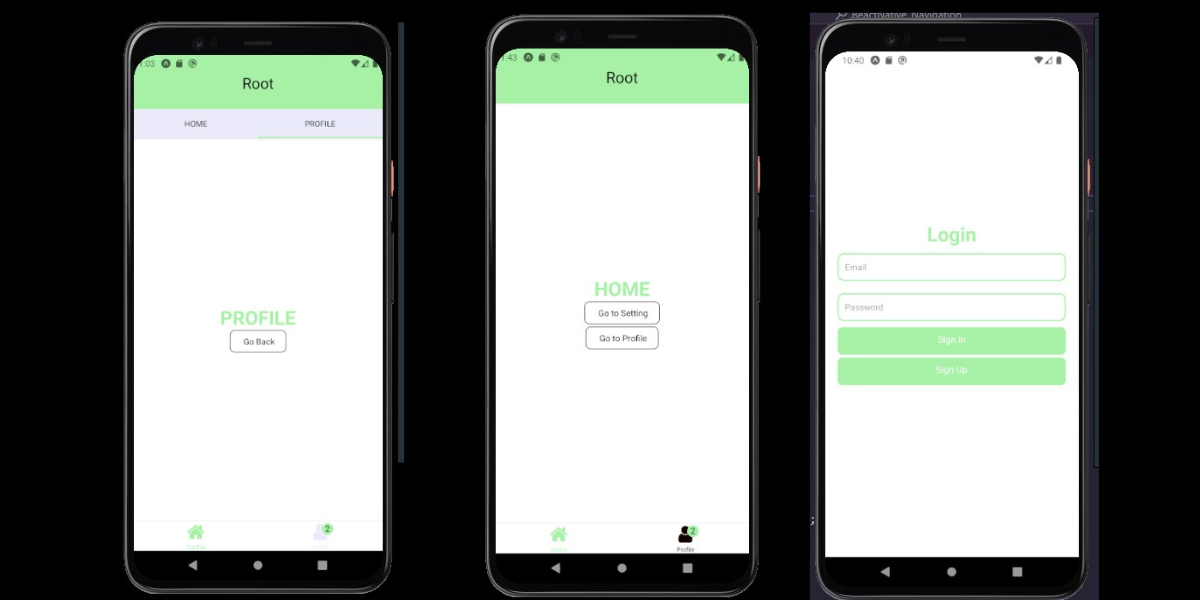 1:03
Root
HOME
PROFILE
PROFILE
Go Back
2
1:43
Root
HOME
Go to Setting
Go to Profile
2
Home
Profile
ReactNative_Navigation
10:40
Login
Email
Password
Sign In
Sign Up